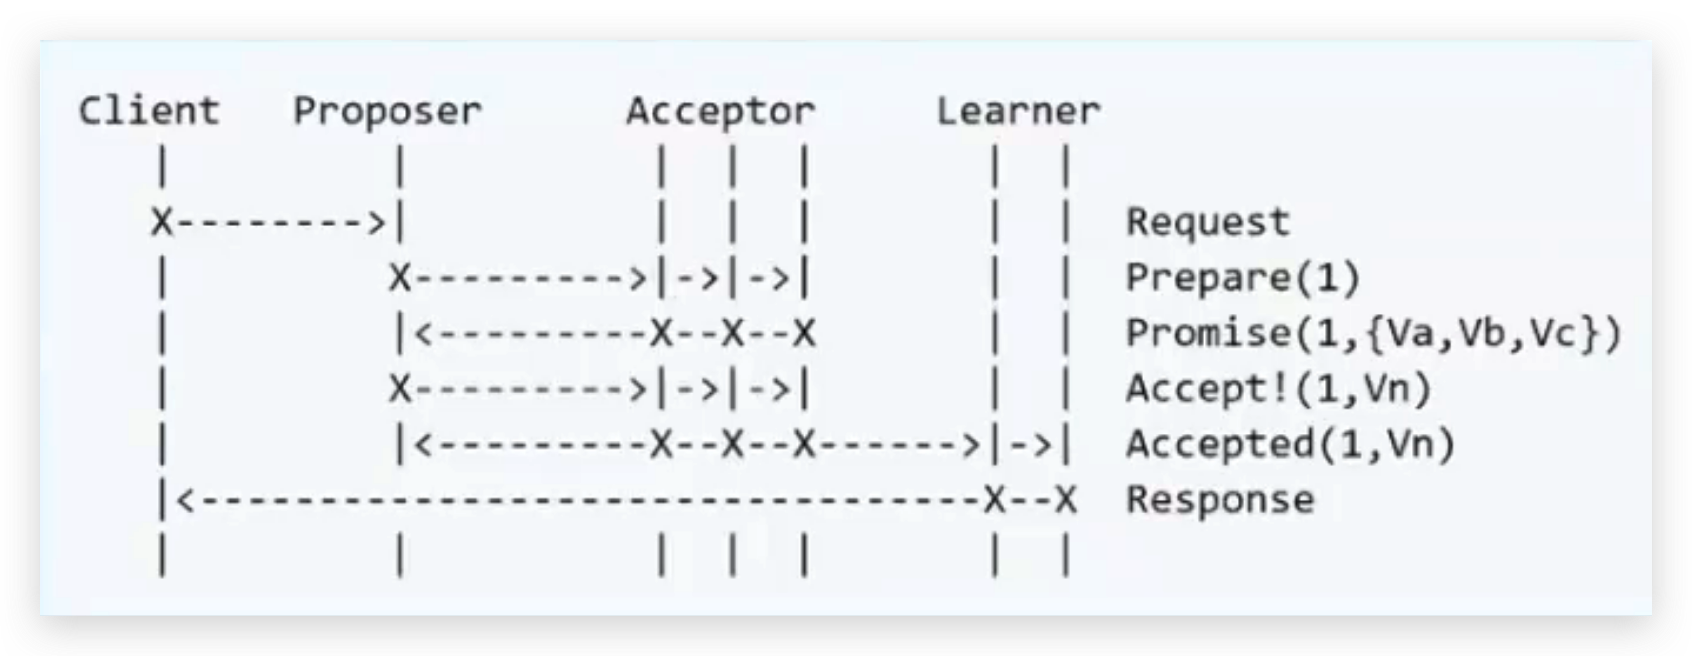 Client   Proposer      Acceptor     Learner
   |         |          |  |  |       |  |
   X-------->|          |  |  |       |  |  Request
   |         X--------->|->|->|       |  |  Prepare(1)
   |         |<---------X--X--X       |  |  Promise(1,{Va,Vb,Vc})
   |         X--------->|->|->|       |  |  Accept!(1,Vn)
   |         |<---------X--X--X------>|->|  Accepted(1,Vn)
   |<---------------------------------X--X  Response
   |         |          |  |  |       |  |